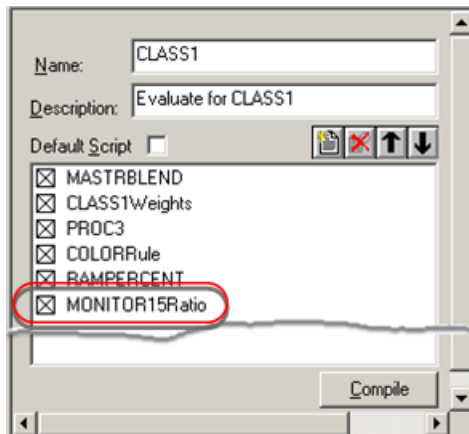 Name: CLASS1
Description: Evaluate for CLASS1
Default Script
MASTRBLEND
CLASS1Weights
PROC3
COLORRule
RAMPERCENT
MONITOR15Ratio
Compile